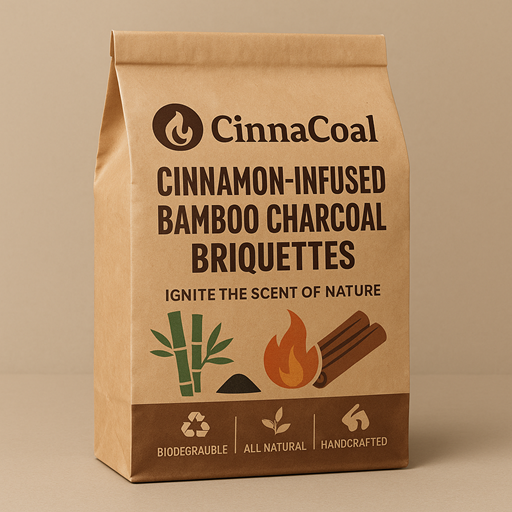 CinnaCoal
CINNAMON-INFUSED
BAMBOO CHARCOAL
BRIQUETTES
IGNITE THE SCENT OF NATURE
BIODEGRAUBLE
ALL NATURAL
HANDCRAFTED